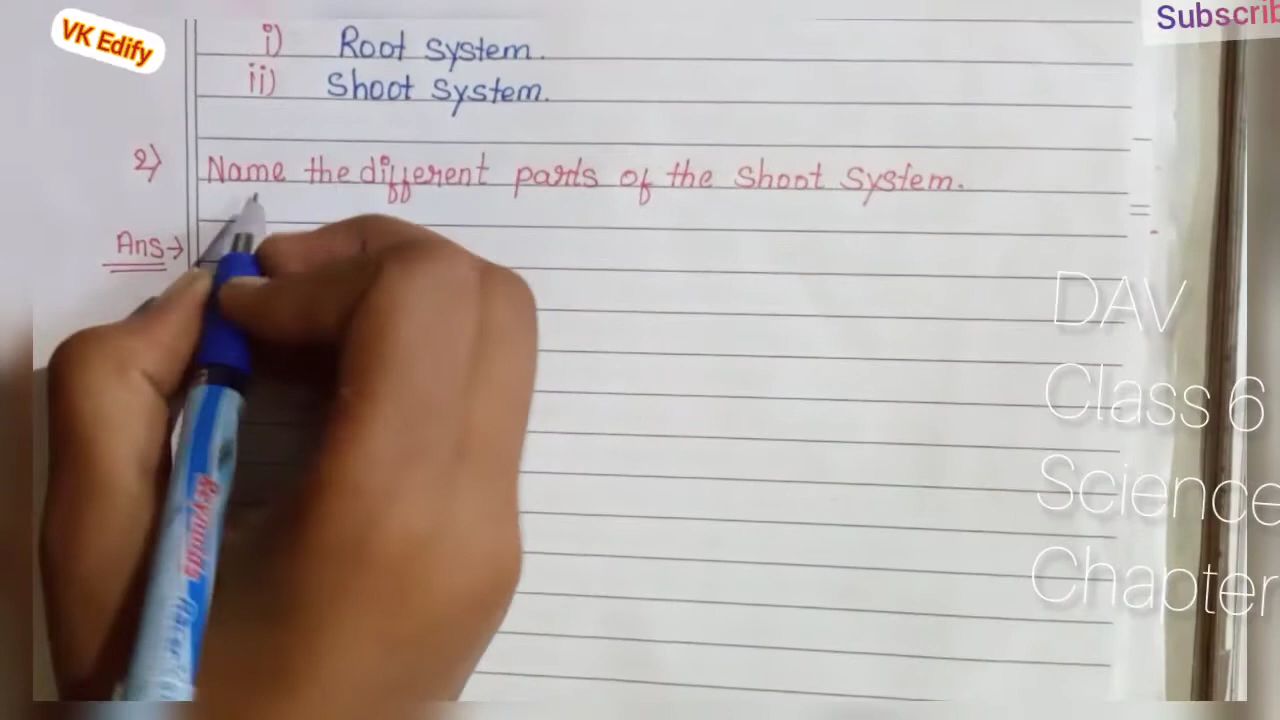 VK Edify
Subscrib
i) Root System.
ii) Shoot System.
2) Name the different parts of the Shoot System.
Ans→
DAV
Class 6
Science
Chapter
Reynolds